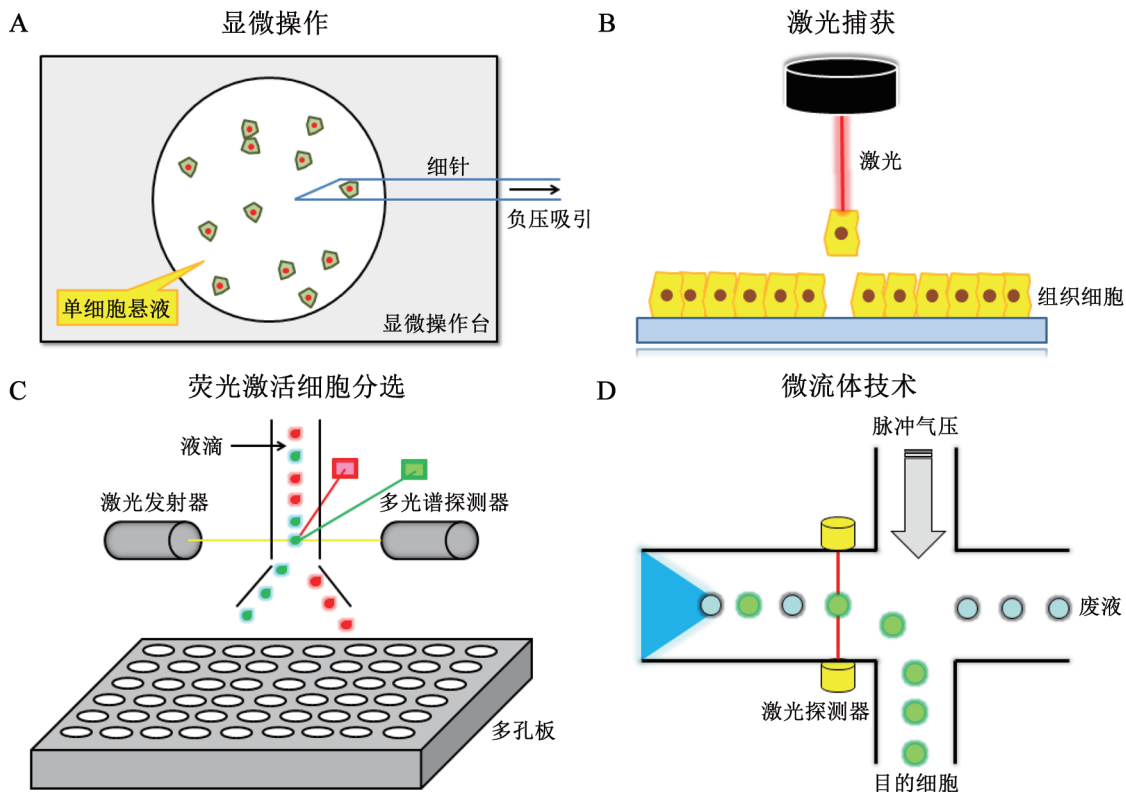 A
显微操作
细针
负压吸引
单细胞悬液
显微操作台
B
激光捕获
激光
组织细胞
C
荧光激活细胞分选
液滴
激光发射器
多光谱探测器
多孔板
D
微流体技术
脉冲气压
废液
激光探测器
目的细胞